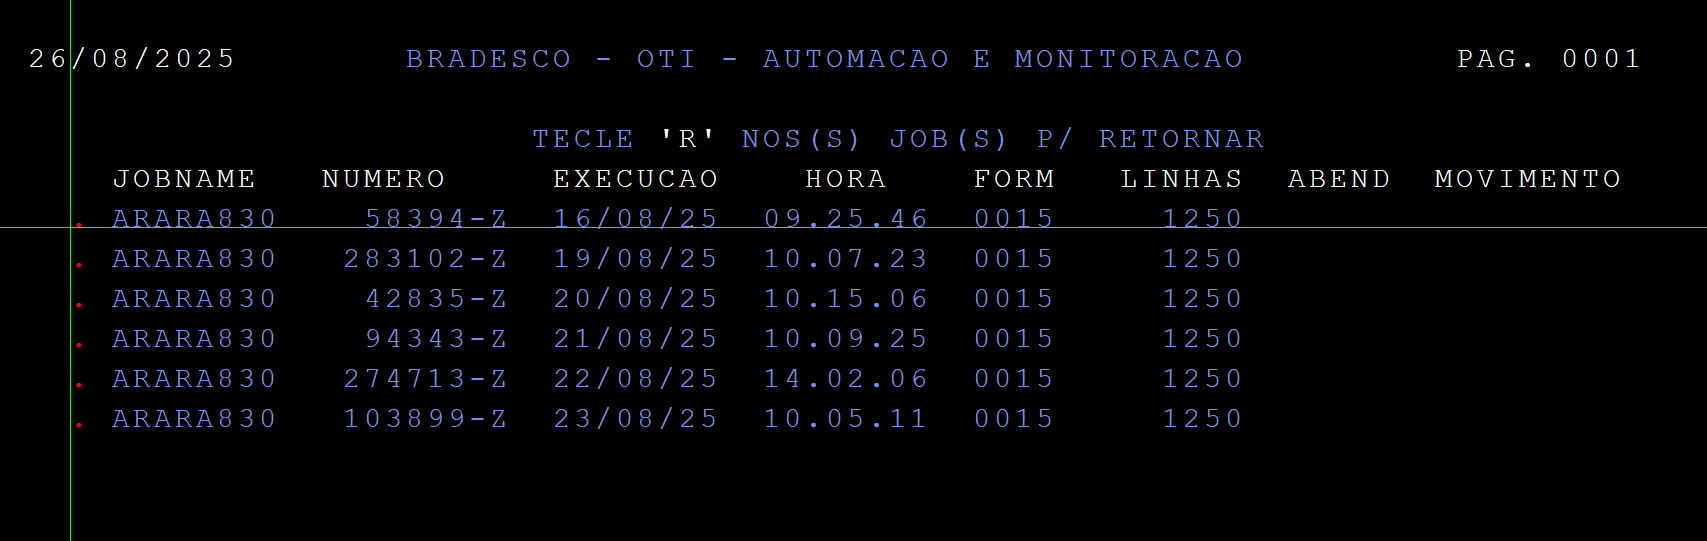 26/08/2025 BRADESCO - OTI - AUTOMACAO E MONITORACAO PAG. 0001
TECLE 'R' NOS(S) JOB(S) P/ RETORNAR
JOBNAME NUMERO EXECUCAO HORA FORM LINHAS ABEND MOVIMENTO
. ARARA830 58394-Z 16/08/25 09.25.46 0015 1250
. ARARA830 283102-Z 19/08/25 10.07.23 0015 1250
. ARARA830 42835-Z 20/08/25 10.15.06 0015 1250
. ARARA830 94343-Z 21/08/25 10.09.25 0015 1250
. ARARA830 274713-Z 22/08/25 14.02.06 0015 1250
. ARARA830 103899-Z 23/08/25 10.05.11 0015 1250